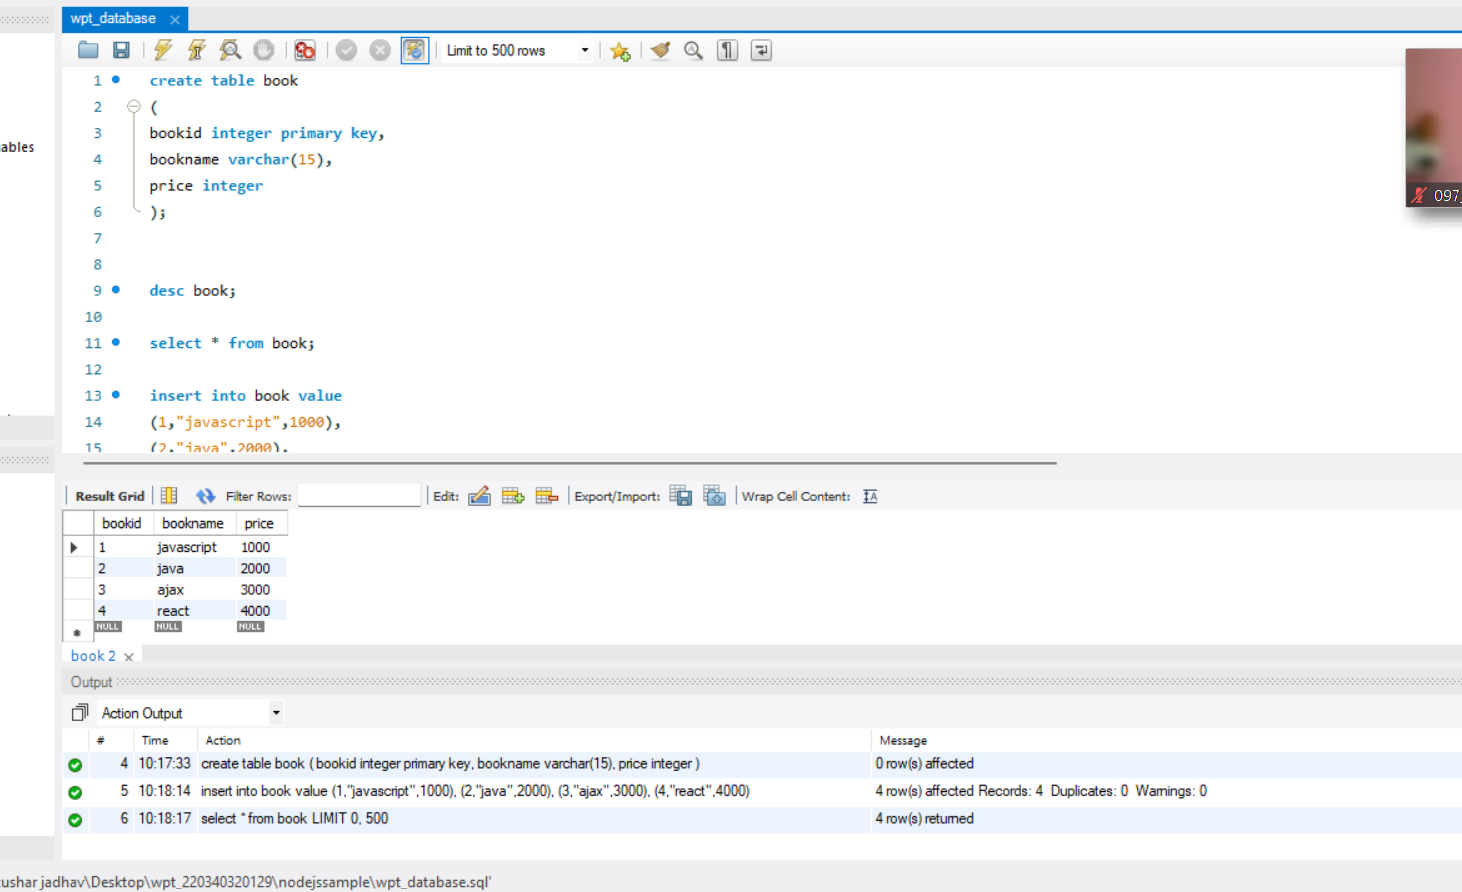 wpt_database
Limit to 500 rows
1 create table book
2 (
ables
3 bookid integer primary key,
4 bookname varchar(15),
5 price integer
097_
6 );
7
8
9 desc book;
10
11 select * from book;
12
13 insert into book value
14 (1,"javascript",1000),
15 (2,"java",2000),
Result Grid Filter Rows: Edit: Export/Import: Wrap Cell Content: IA
bookid bookname price
1 javascript 1000
2 java 2000
3 ajax 3000
4 react 4000
NULL NULL NULL
book 2
Output
Action Output
# Time Action Message
4 10:17:33 create table book ( bookid integer primary key, bookname varchar(15), price integer ) 0 row(s) affected
5 10:18:14 insert into book value (1,"javascript",1000), (2,"java",2000), (3,"ajax",3000), (4,"react",4000) 4 row(s) affected Records: 4 Duplicates: 0 Warnings: 0
6 10:18:17 select * from book LIMIT 0, 500 4 row(s) returned
ushar jadhav\Desktop\wpt_220340320129\nodejssample\wpt_database.sql'